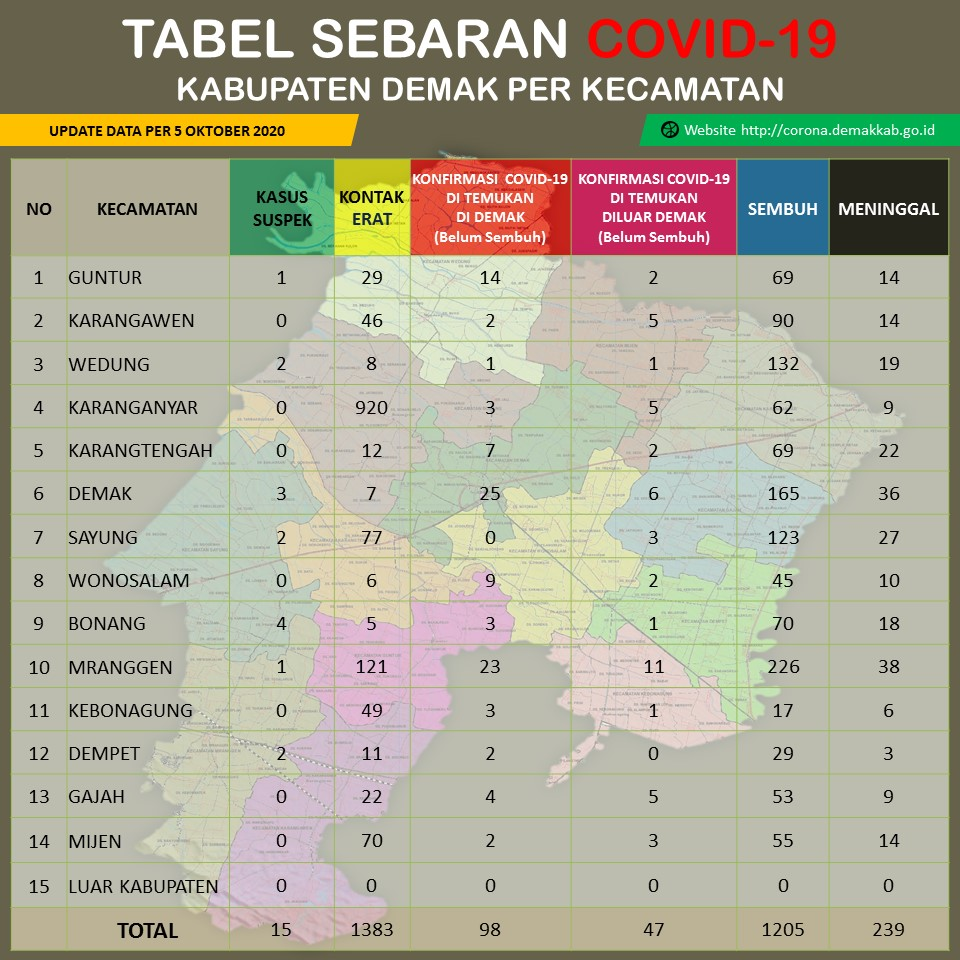 TABEL SEBARAN COVID-19
KABUPATEN DEMAK PER KECAMATAN
UPDATE DATA PER 5 OKTOBER 2020
Website http://corona.demakkab.go.id
NO KECAMATAN KASUS SUSPEK KONTAK ERAT KONFIRMASI COVID-19 DI TEMUKAN DI DEMAK (Belum Sembuh) KONFIRMASI COVID-19 DI TEMUKAN DILUAR DEMAK (Belum Sembuh) SEMBUH MENINGGAL
1 GUNTUR 1 29 14 2 69 14
2 KARANGAWEN 0 46 2 5 90 14
3 WEDUNG 2 8 1 1 132 19
4 KARANGANYAR 0 920 3 5 62 9
5 KARANGTENGAH 0 12 7 2 69 22
6 DEMAK 3 7 25 6 165 36
7 SAYUNG 2 77 0 3 123 27
8 WONOSALAM 0 6 9 2 45 10
9 BONANG 4 5 3 1 70 18
10 MRANGGEN 1 121 23 11 226 38
11 KEBONAGUNG 0 49 3 1 17 6
12 DEMPET 2 11 2 0 29 3
13 GAJAH 0 22 4 5 53 9
14 MIJEN 0 70 2 3 55 14
15 LUAR KABUPATEN 0 0 0 0 0 0
TOTAL 15 1383 98 47 1205 239